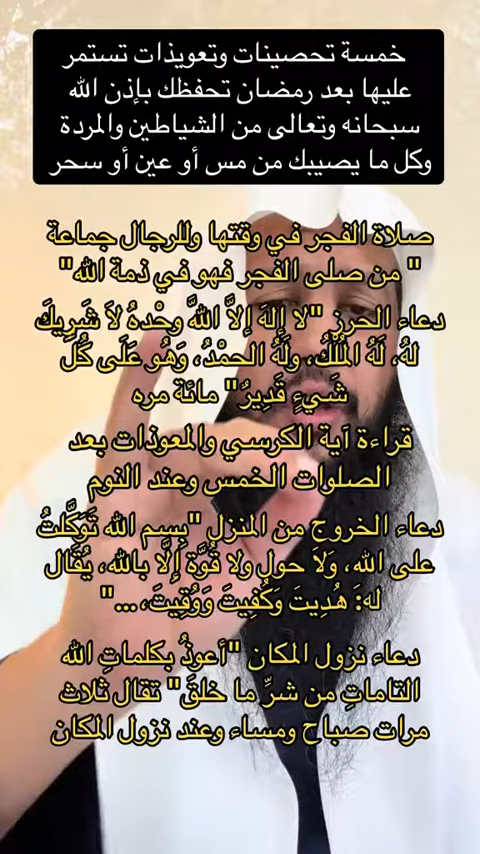 خمسة تحصينات وتعويذات تستمر
عليها بعد رمضان تحفظك بإذن الله
سبحانه وتعالى من الشياطين والمردة
وكل ما يصيبك من مس أو عين أو سحر
صلاة الفجر في وقتها وللرجال جماعة
" من صلى الفجر فهو في ذمة الله"
دعاء الحرز "لا إلهَ إلاَّ اللهُ وحْدهُ لاَ شَرِيكَ
لهُ، لَهُ المُلْكُ، ولَهُ الحمْدُ، وَهُو عَلَى كُلِّ
شَيءٍ قَدِيرٌ" مائة مره
قراءة آية الكرسي والمعوذات بعد
الصلوات الخمس وعند النوم
دعاء الخروج من المنزل "بسم الله تَوَكَّلتُ
على الله، وَلاَ حول ولا قُوَّة إلَّا بالله، يُقَال
له: هُدِيتَ وَكُفِيتَ وَوُقِيتَ،..."
دعاء نزول المكان "أعوذُ بكلماتِ الله
التاماتِ من شرِّ ما خلقَ" تقال ثلاث
مرات صباح ومساء وعند نزول المكان